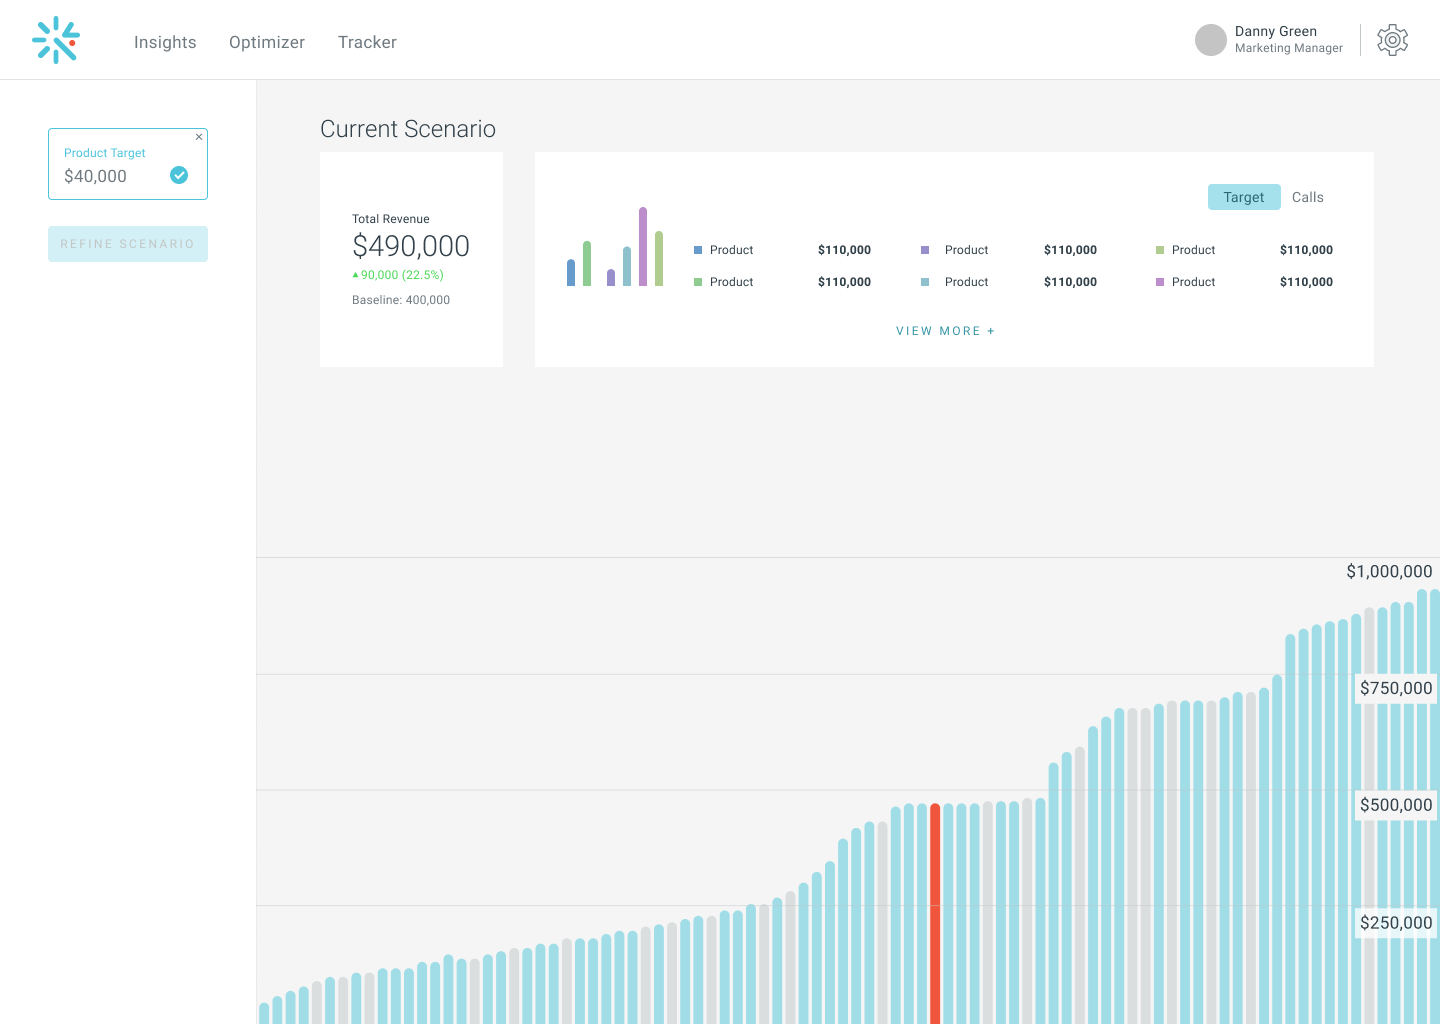 Insights Optimizer Tracker
Danny Green
Marketing Manager
Product Target
$40,000
REFINE SCENARIO
Current Scenario
Total Revenue
$490,000
90,000 (22.5%)
Baseline: 400,000
Target Calls
Product $110,000 Product $110,000 Product $110,000
Product $110,000 Product $110,000 Product $110,000
VIEW MORE +
$1,000,000
$750,000
$500,000
$250,000